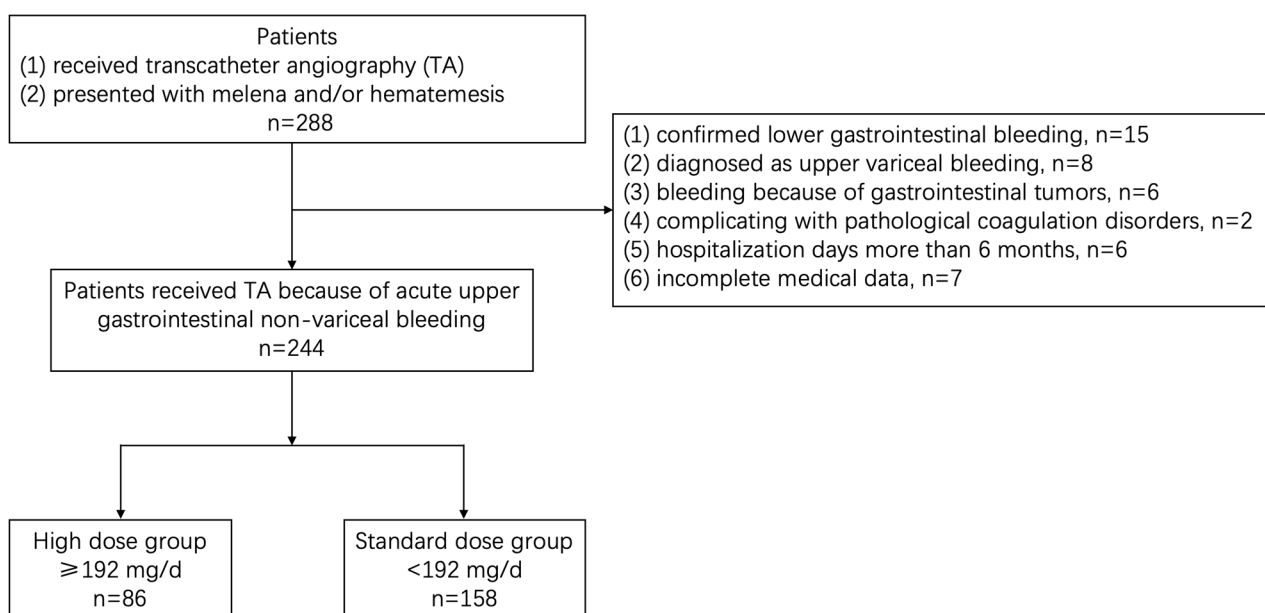 Patients
(1) received transcatheter angiography (TA)
(2) presented with melena and/or hematemesis
n=288
(1) confirmed lower gastrointestinal bleeding, n=15
(2) diagnosed as upper variceal bleeding, n=8
(3) bleeding because of gastrointestinal tumors, n=6
(4) complicating with pathological coagulation disorders, n=2
(5) hospitalization days more than 6 months, n=6
(6) incomplete medical data, n=7
Patients received TA because of acute upper
gastrointestinal non-variceal bleeding
n=244
High dose group
⩾192 mg/d
n=86
Standard dose group
<192 mg/d
n=158